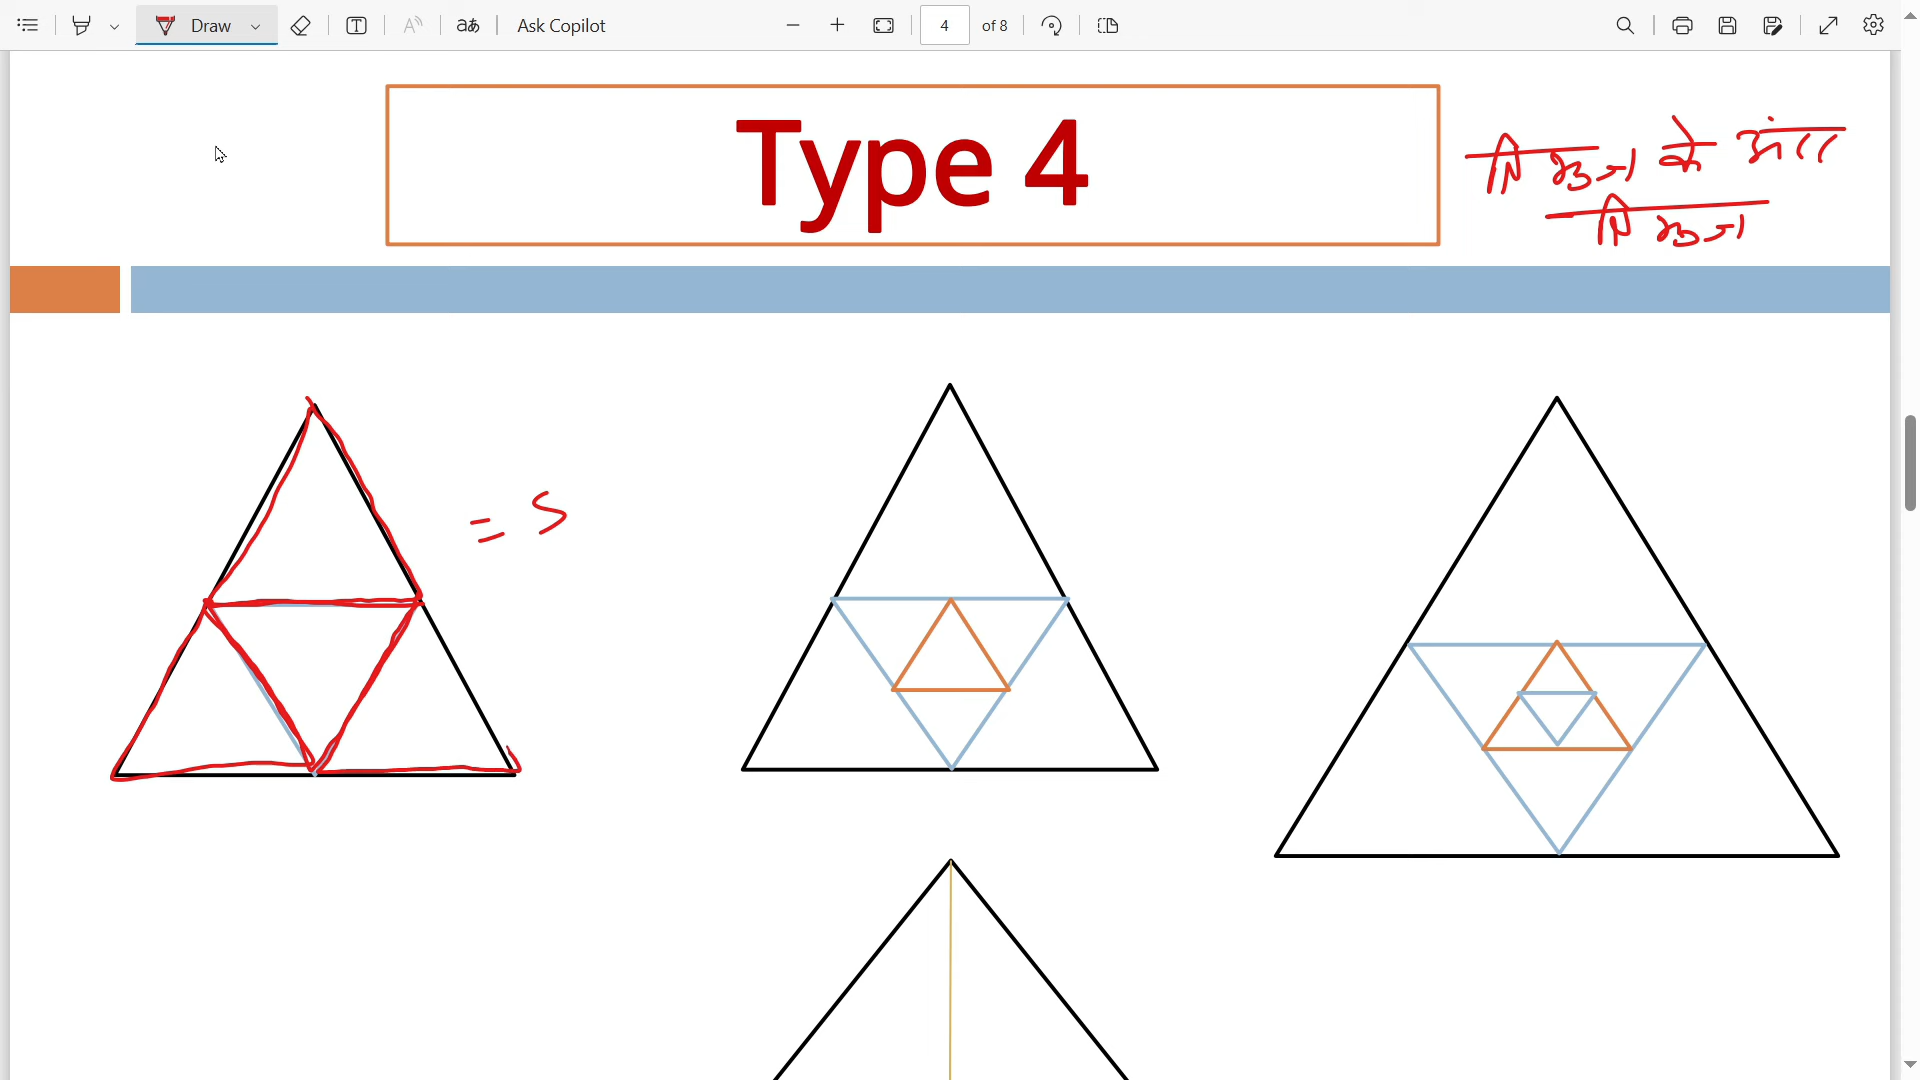 Draw
Ask Copilot
4 of 8
Type 4
त्रिभुज के अंदर
त्रिभुज
= 5